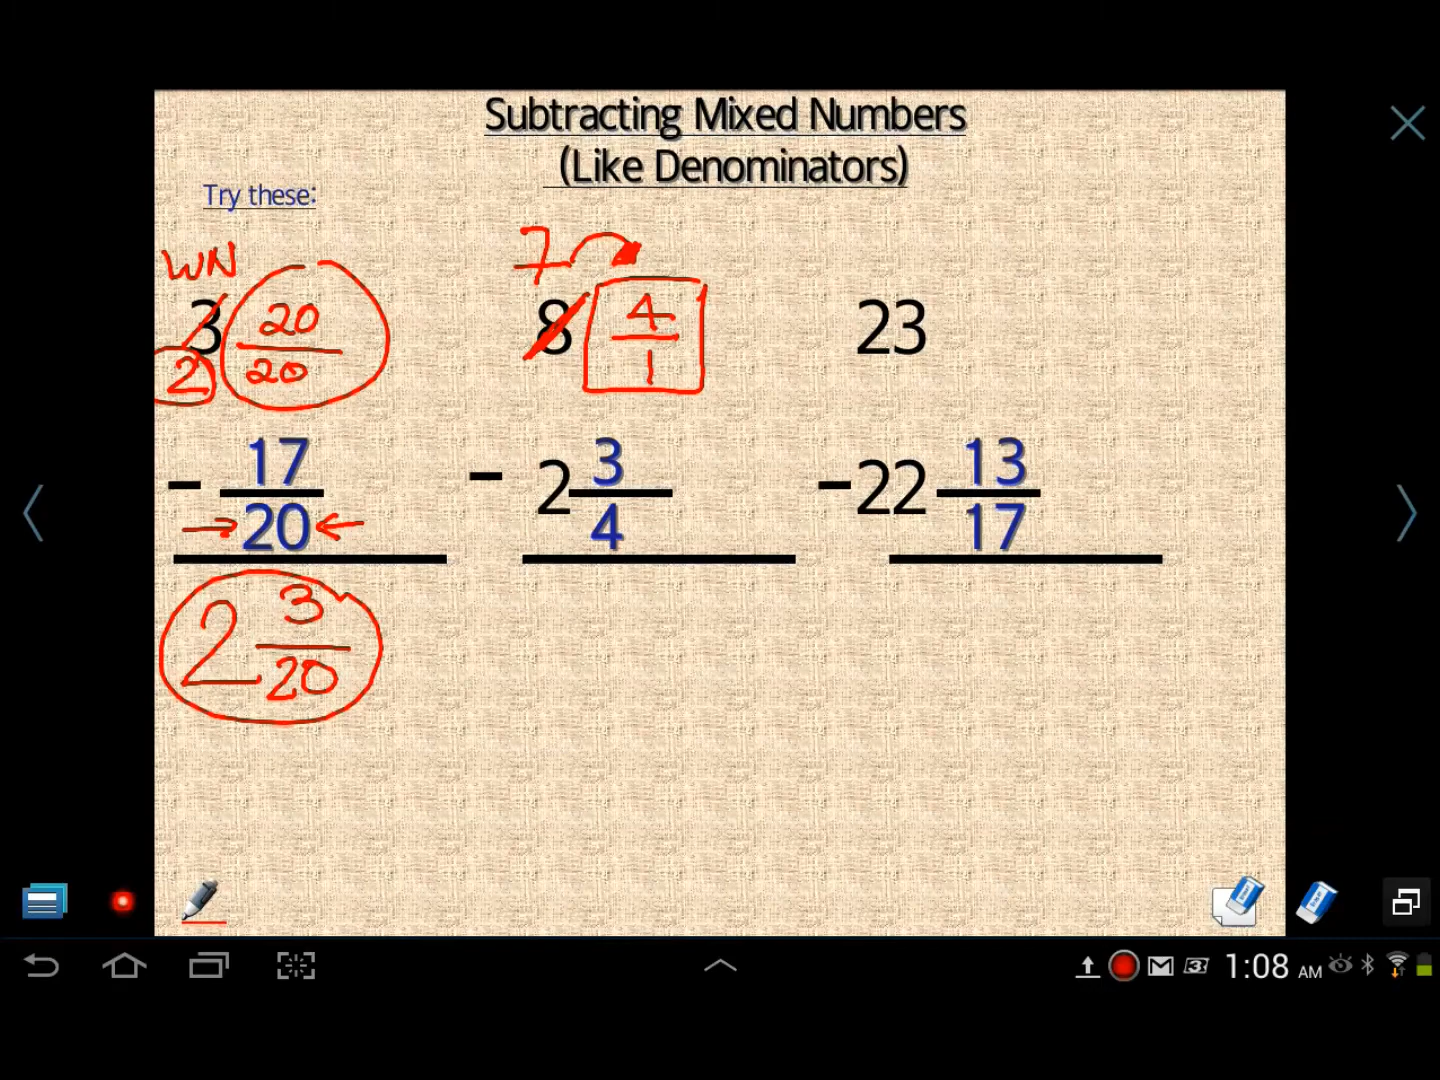 Subtracting Mixed Numbers
(Like Denominators)
Try these:
WN
7
3 20/20
2
8 4/1
23
- 17/20
- 2 3/4
-22 13/17
2 3/20
1:08 AM